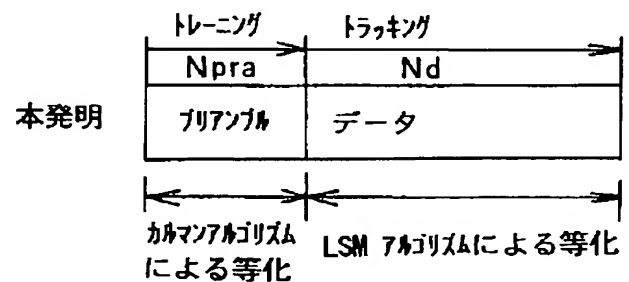 トレーニング トラッキング
Npra Nd
本発明 プリアンブル データ
カルマンアルゴリズム LSM アルゴリズムによる等化
による等化